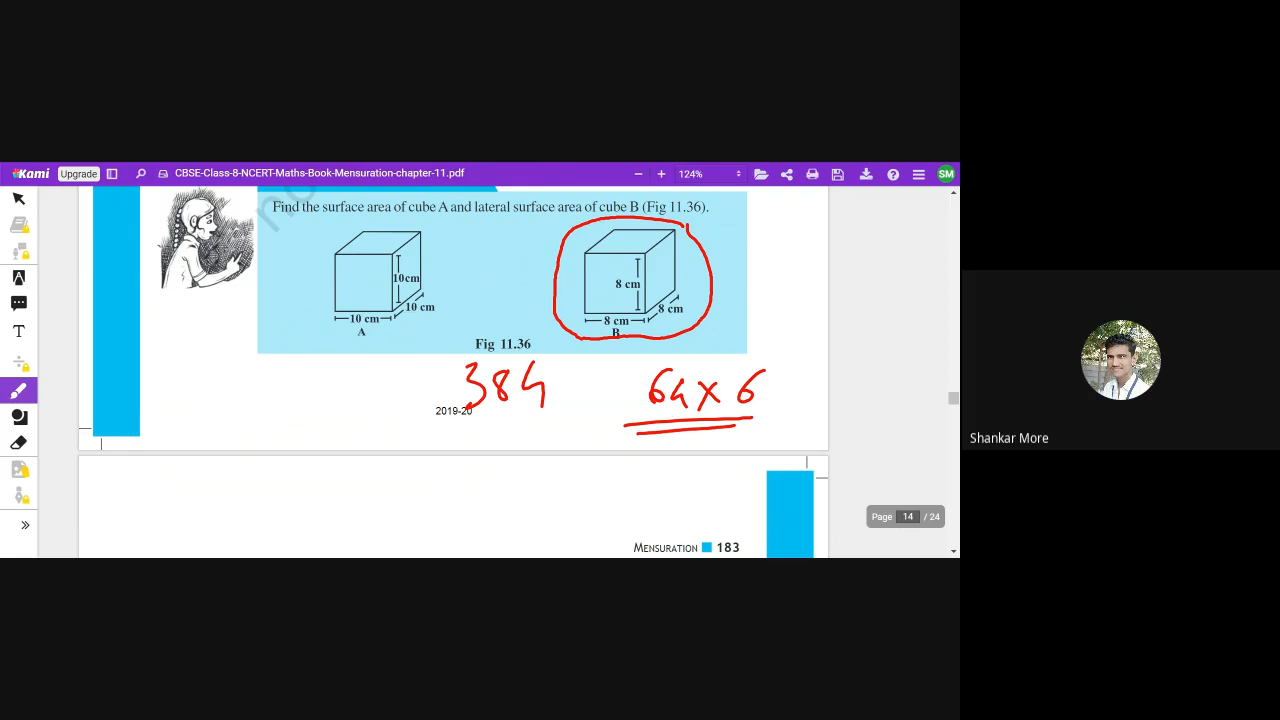 Kami
Upgrade
CBSE-Class-8-NCERT-Maths-Book-Mensuration-chapter-11.pdf
124%
SM
no
Find the surface area of cube A and lateral surface area of cube B (Fig 11.36).
10cm
10 cm
10 cm
A
8 cm
8 cm
8 cm
B
Fig 11.36
384
64 x 6
2019-20
T
Page 14 / 24
MENSURATION 183
Shankar More